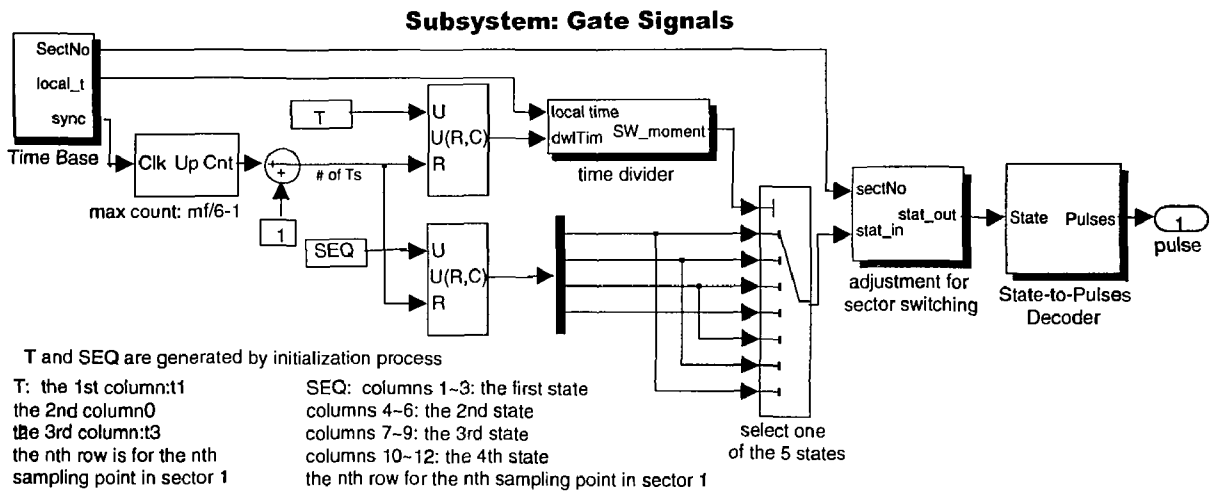 Subsystem: Gate Signals
SectNo
local_t
sync
Time Base
Clk Up Cnt
max count: mf/6-1
+
+
1
# of Ts
T
U
U(R,C)
R
SEQ
U
U(R,C)
R
local time
dwlTim
SW_moment
time divider
select one
of the 5 states
sectNo
stat_in
stat_out
adjustment for
sector switching
State
Pulses
State-to-Pulses
Decoder
1
pulse
T and SEQ are generated by initialization process
T: the 1st column:t1
the 2nd column0
the 3rd column:t3
the nth row is for the nth
sampling point in sector 1
SEQ: columns 1~3: the first state
columns 4~6: the 2nd state
columns 7~9: the 3rd state
columns 10~12: the 4th state
the nth row for the nth sampling point in sector 1